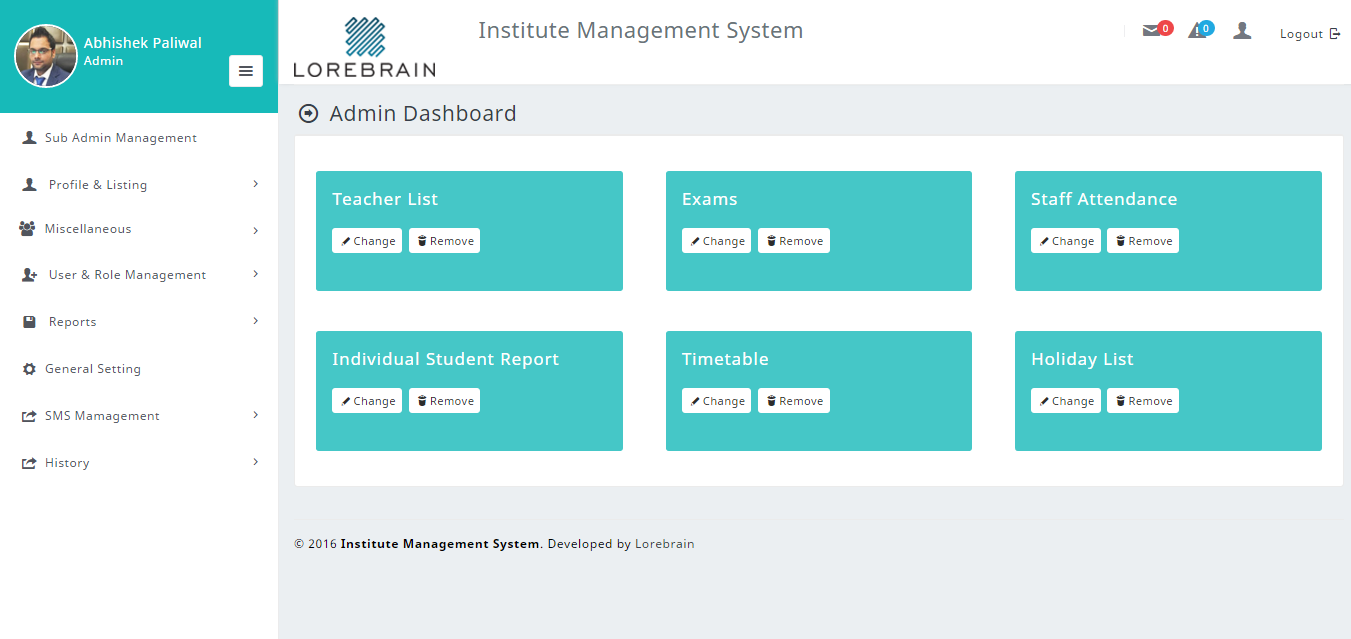 Abhishek Paliwal
Admin
Sub Admin Management
Profile & Listing
Miscellaneous
User & Role Management
Reports
General Setting
SMS Mamagement
History
LOREBRAIN
Institute Management System
0
0
Logout
Admin Dashboard
Teacher List
Change Remove
Exams
Change Remove
Staff Attendance
Change Remove
Individual Student Report
Change Remove
Timetable
Change Remove
Holiday List
Change Remove
© 2016 Institute Management System. Developed by Lorebrain